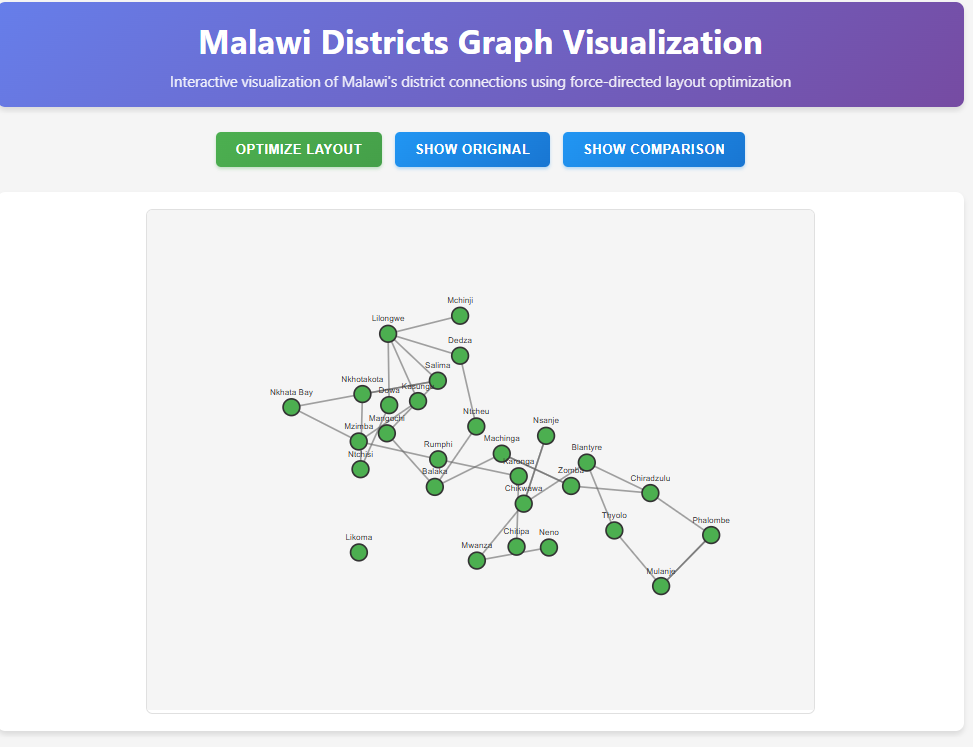 Malawi Districts Graph Visualization
Interactive visualization of Malawi's district connections using force-directed layout optimization
OPTIMIZE LAYOUT
SHOW ORIGINAL
SHOW COMPARISON
Mchinji
Lilongwe
Dedza
Salima
Nkhotakota
Kasungu
Nkhata Bay
Dowa
Ntcheu
Mangochi
Nsanje
Mzimba
Machinga
Rumphi
Blantyre
Ntchisi
Karonga
Balaka
Zomba
Chiradzulu
Chikwawa
Thyolo
Phalombe
Chitipa
Neno
Likoma
Mwanza
Mulanje